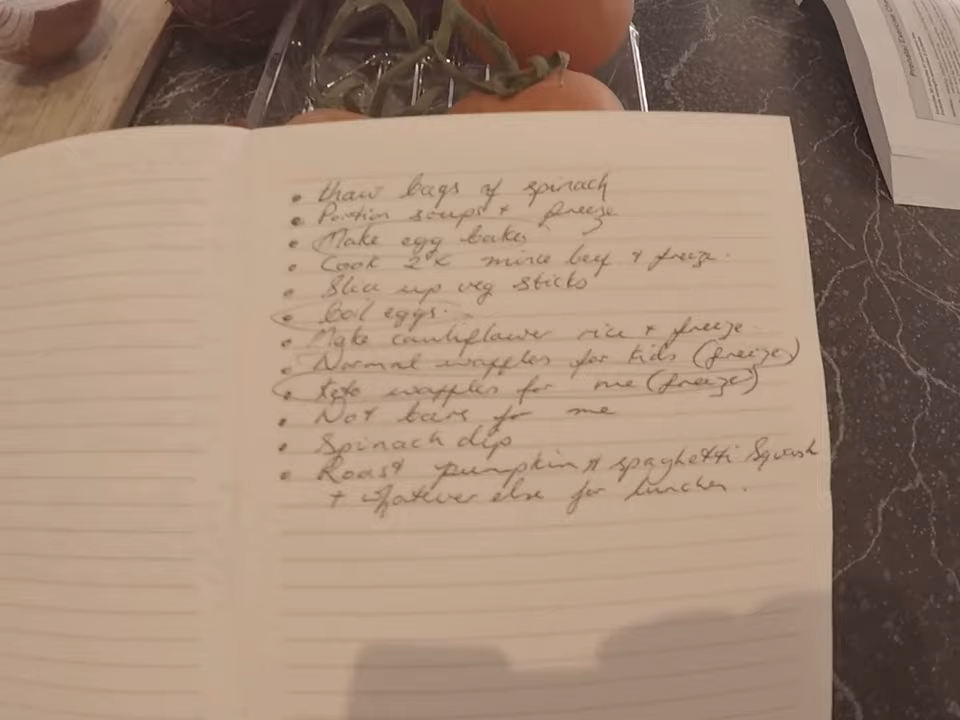 • thaw bags of spinach
• Portion soups + freeze
• Make egg bakes
• Cook 2K mince beef & freeze.
• Slice up veg sticks
• boil eggs.
• Make cauliflower rice + freeze.
• Normal waffles for kids (freeze)
• Keto waffles for me (freeze)
• Not bars for me
• Spinach dip
• Roast pumpkin & spaghetti Squash
+ whatever else for lunches.